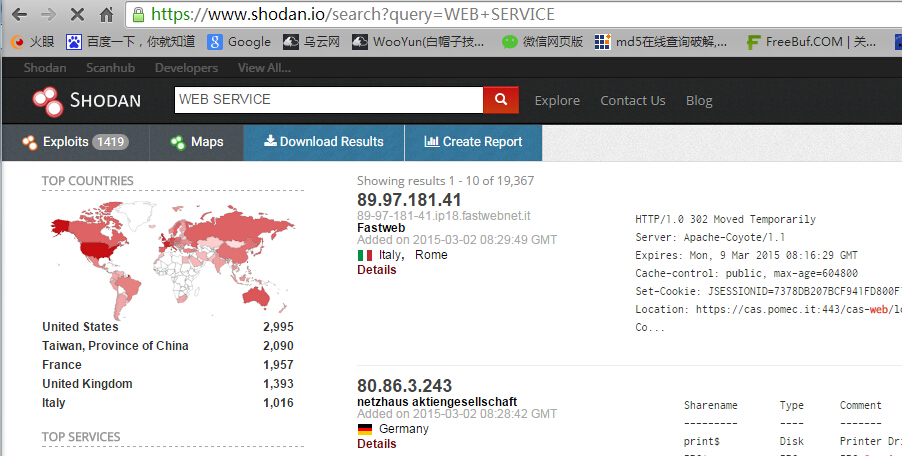 https://www.shodan.io/search?query=WEB+SERVICE
火眼 百度一下，你就知道 Google 乌云网 WooYun(白帽子技... 微信网页版 md5在线查询破解,... FreeBuf.COM | 关...
Shodan Scanhub Developers View All...
SHODAN WEB SERVICE Explore Contact Us Blog
Exploits 1419 Maps Download Results Create Report
TOP COUNTRIES
United States 2,995
Taiwan, Province of China 2,090
France 1,957
United Kingdom 1,393
Italy 1,016
TOP SERVICES
Showing results 1 - 10 of 19,367
89.97.181.41
89-97-181-41.ip18.fastwebnet.it
Fastweb
Added on 2015-03-02 08:29:49 GMT
Italy, Rome
Details
HTTP/1.0 302 Moved Temporarily
Server: Apache-Coyote/1.1
Expires: Mon, 9 Mar 2015 08:16:29 GMT
Cache-control: public, max-age=604800
Set-Cookie: JSESSIONID=7378DB207BCF941FD800F
Location: https://cas.pomec.it:443/cas-web/lo
Co...
80.86.3.243
netzhaus aktiengesellschaft
Added on 2015-03-02 08:28:42 GMT
Germany
Details
Sharename Type Comment
--------- ---- -------
print$ Disk Printer Dr